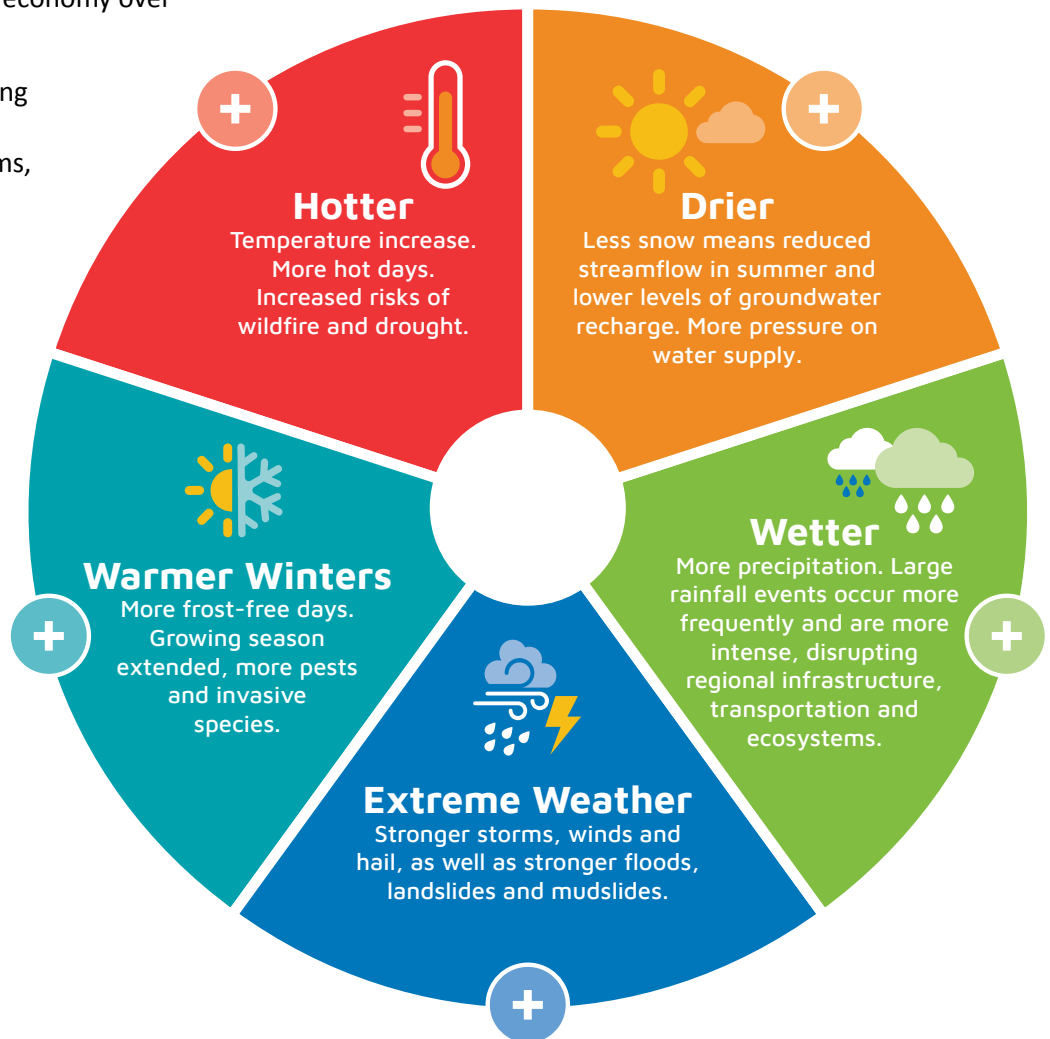 economy over
ng
ms,
Hotter
Temperature increase.
More hot days.
Increased risks of
wildfire and drought.
Drier
Less snow means reduced
streamflow in summer and
lower levels of groundwater
recharge. More pressure on
water supply.
Wetter
More precipitation. Large
rainfall events occur more
frequently and are more
intense, disrupting
regional infrastructure,
transportation and
ecosystems.
Extreme Weather
Stronger storms, winds and
hail, as well as stronger floods,
landslides and mudslides.
Warmer Winters
More frost-free days.
Growing season
extended, more pests
and invasive
species.